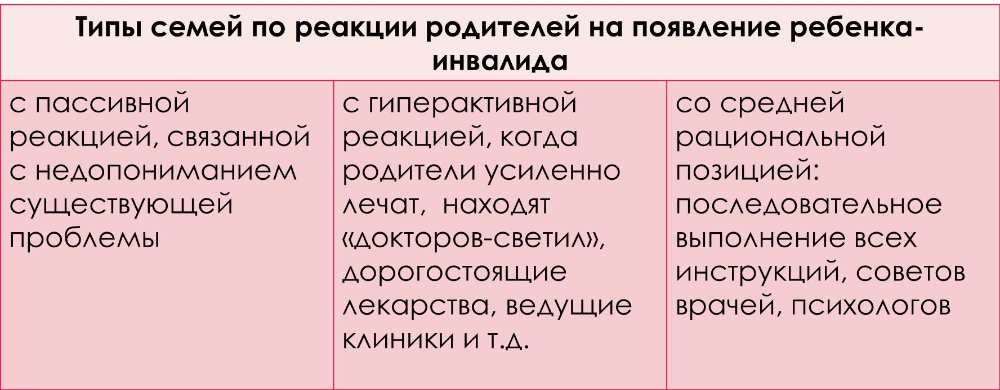 Типы семей по реакции родителей на появление ребенка-
инвалида
с пассивной
реакцией, связанной
с недопониманием
существующей
проблемы
с гиперактивной
реакцией, когда
родители усиленно
лечат,  находят
«докторов-светил»,
дорогостоящие
лекарства, ведущие
клиники и т.д.
со средней
рациональной
позицией:
последовательное
выполнение всех
инструкций, советов
врачей, психологов